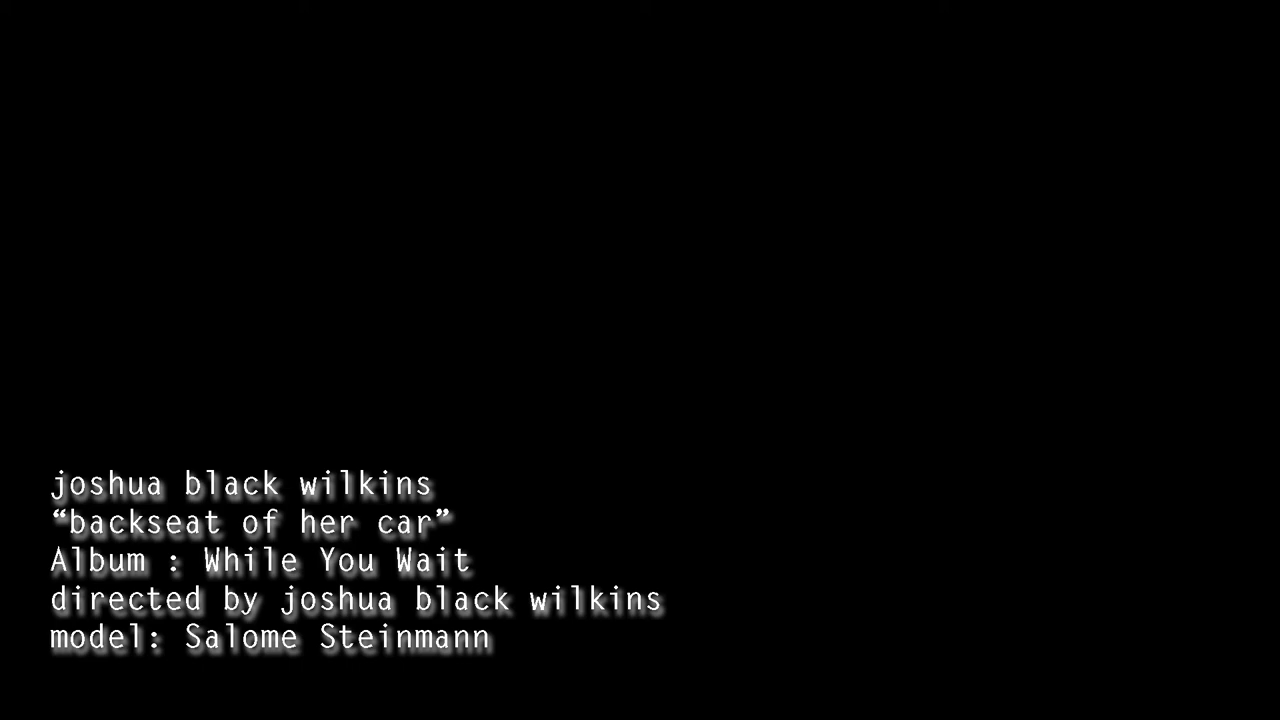 joshua black wilkins
“backseat of her car”
Album : While You Wait
directed by joshua black wilkins
model: Salome Steinmann